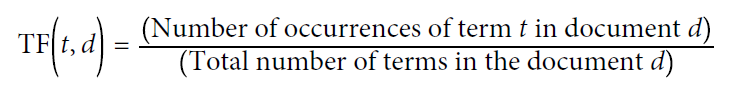 TF(t, d) = (Number of occurrences of term t in document d)
(Total number of terms in the document d)